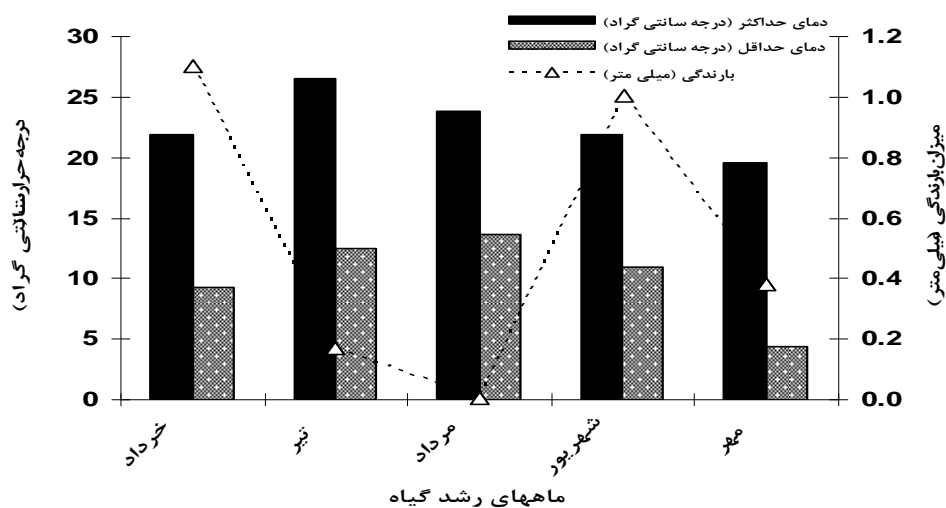 دمای حداکثر (درجه سانتی گراد)
دمای حداقل (درجه سانتی گراد)
بارندگی (میلی متر)
30
25
20
15
10
5
0
1.2
1.0
0.8
0.6
0.4
0.2
0.0
درجه حرارت سانتی گراد)
میزان بارندگی (میلی متر)
خرداد
تیر
مرداد
شهریور
مهر
ماههای رشد گیاه